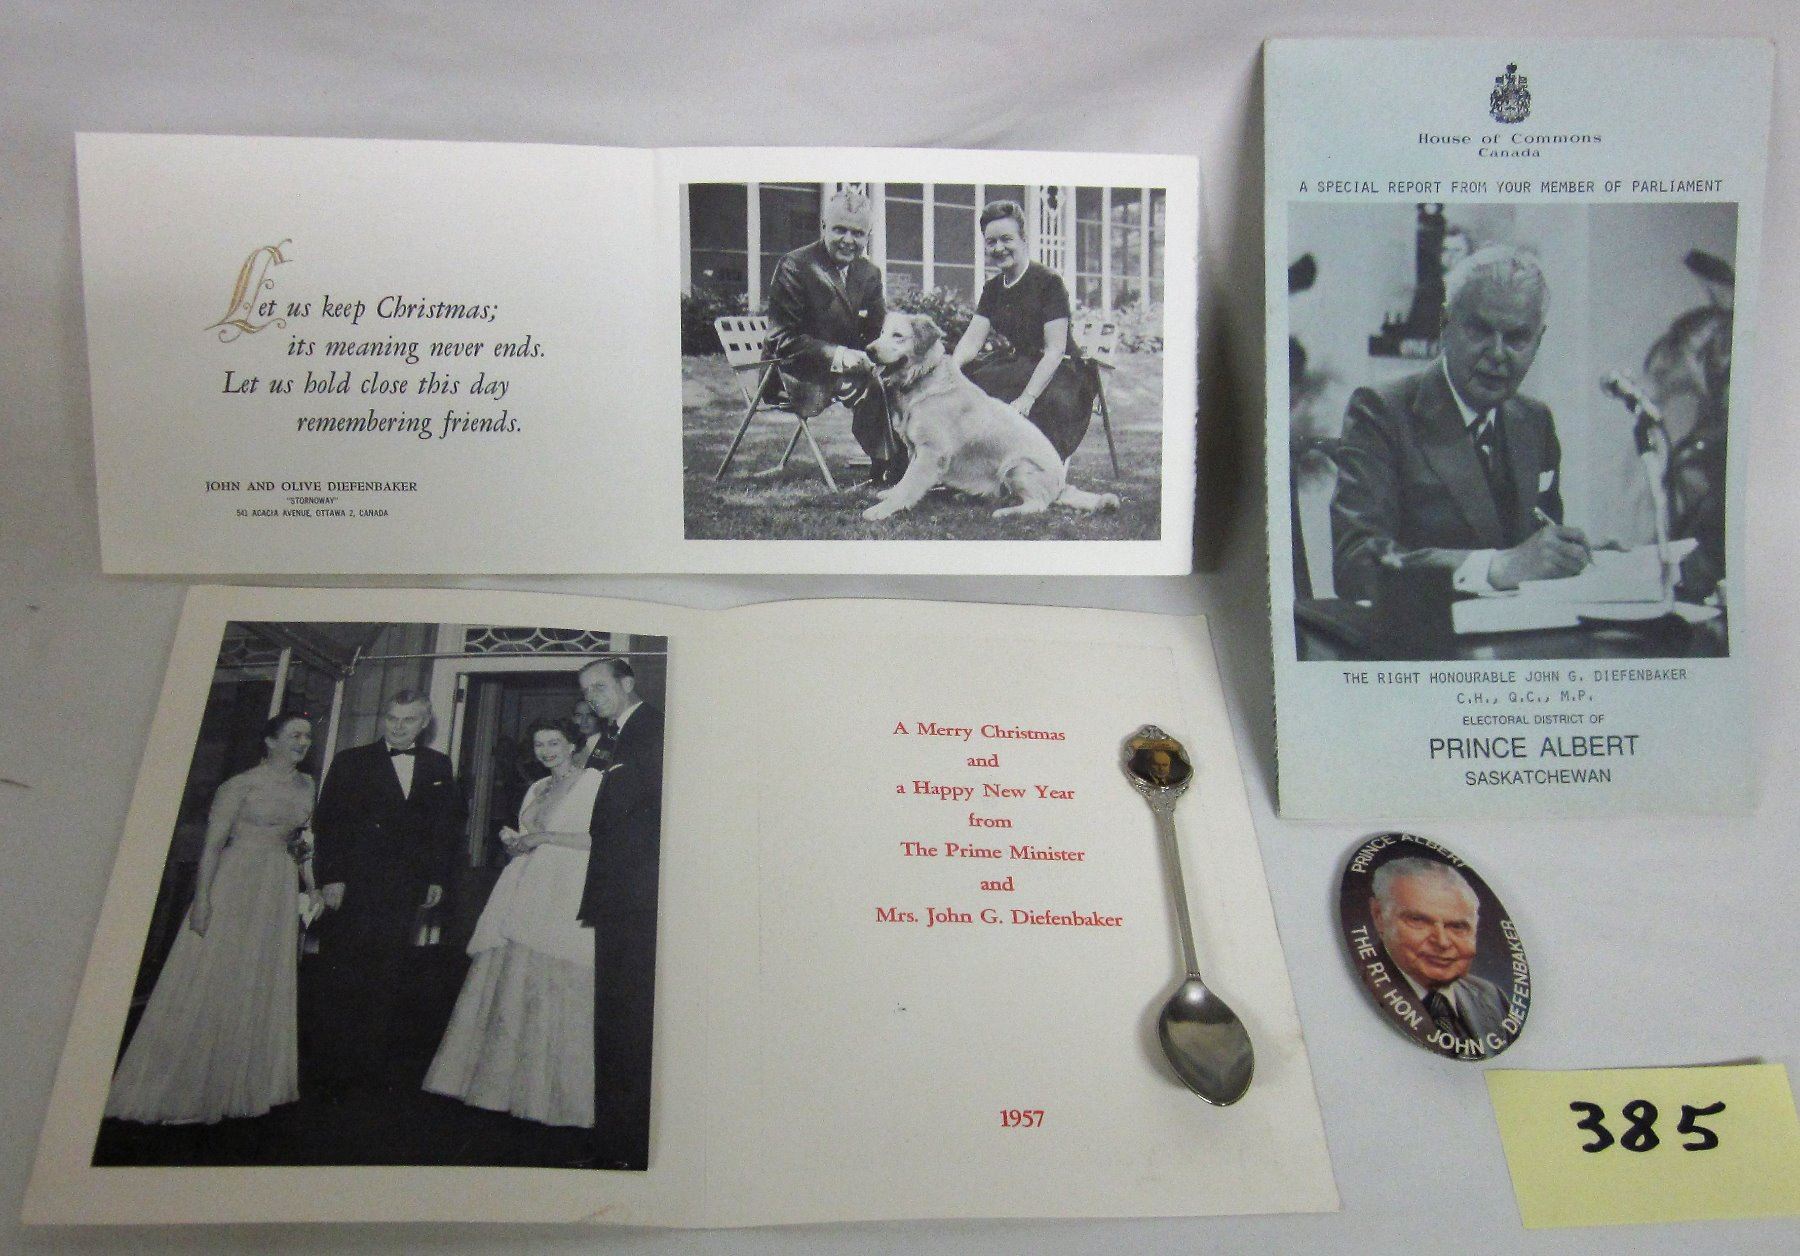 Let us keep Christmas;
its meaning never ends.
Let us hold close this day
remembering friends.
JOHN AND OLIVE DIEFENBAKER
"STORNOWAY"
541 ACACIA AVENUE, OTTAWA 2, CANADA
House of Commons
Canada
A SPECIAL REPORT FROM YOUR MEMBER OF PARLIAMENT
THE RIGHT HONOURABLE JOHN G. DIEFENBAKER
C.H., Q.C., M.P.
ELECTORAL DISTRICT OF
PRINCE ALBERT
SASKATCHEWAN
A Merry Christmas
and
a Happy New Year
from
The Prime Minister
and
Mrs. John G. Diefenbaker
1957
PRINCE ALBERT
THE RT. HON. JOHN G. DIEFENBAKER
385